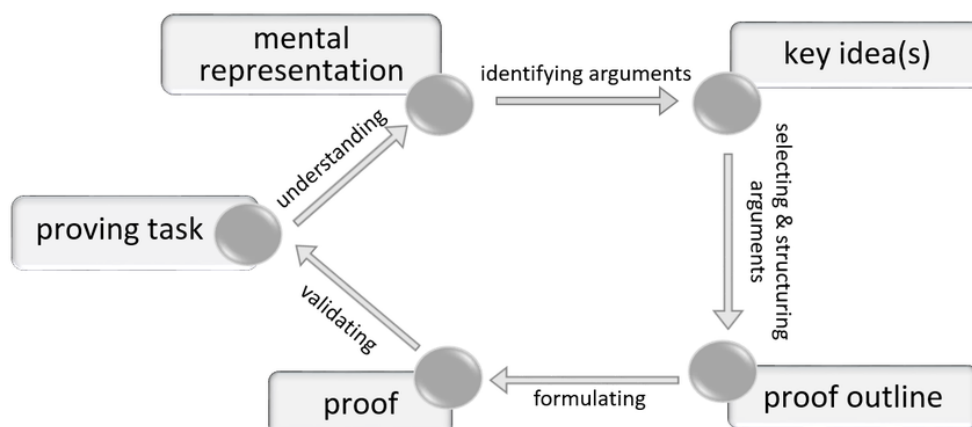 mental
representation
identifying arguments
key idea(s)
understanding
selecting & structuring
arguments
proving task
validating
proof
formulating
proof outline